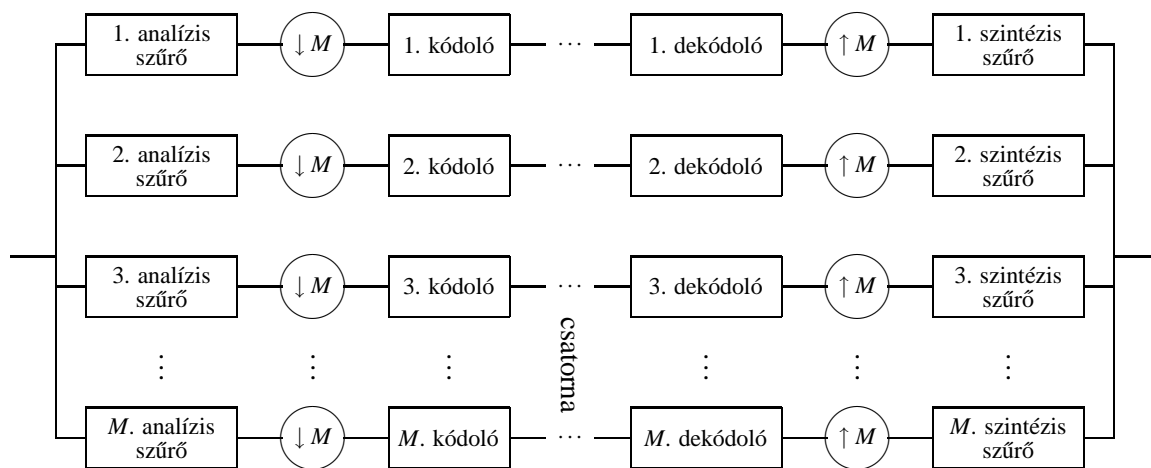 1. analízis
szűrő
↓ M
1. kódoló
···
1. dekódoló
↑ M
1. szintézis
szűrő
2. analízis
szűrő
↓ M
2. kódoló
···
2. dekódoló
↑ M
2. szintézis
szűrő
3. analízis
szűrő
↓ M
3. kódoló
···
3. dekódoló
↑ M
3. szintézis
szűrő
csatorna
M. analízis
szűrő
↓ M
M. kódoló
···
M. dekódoló
↑ M
M. szintézis
szűrő